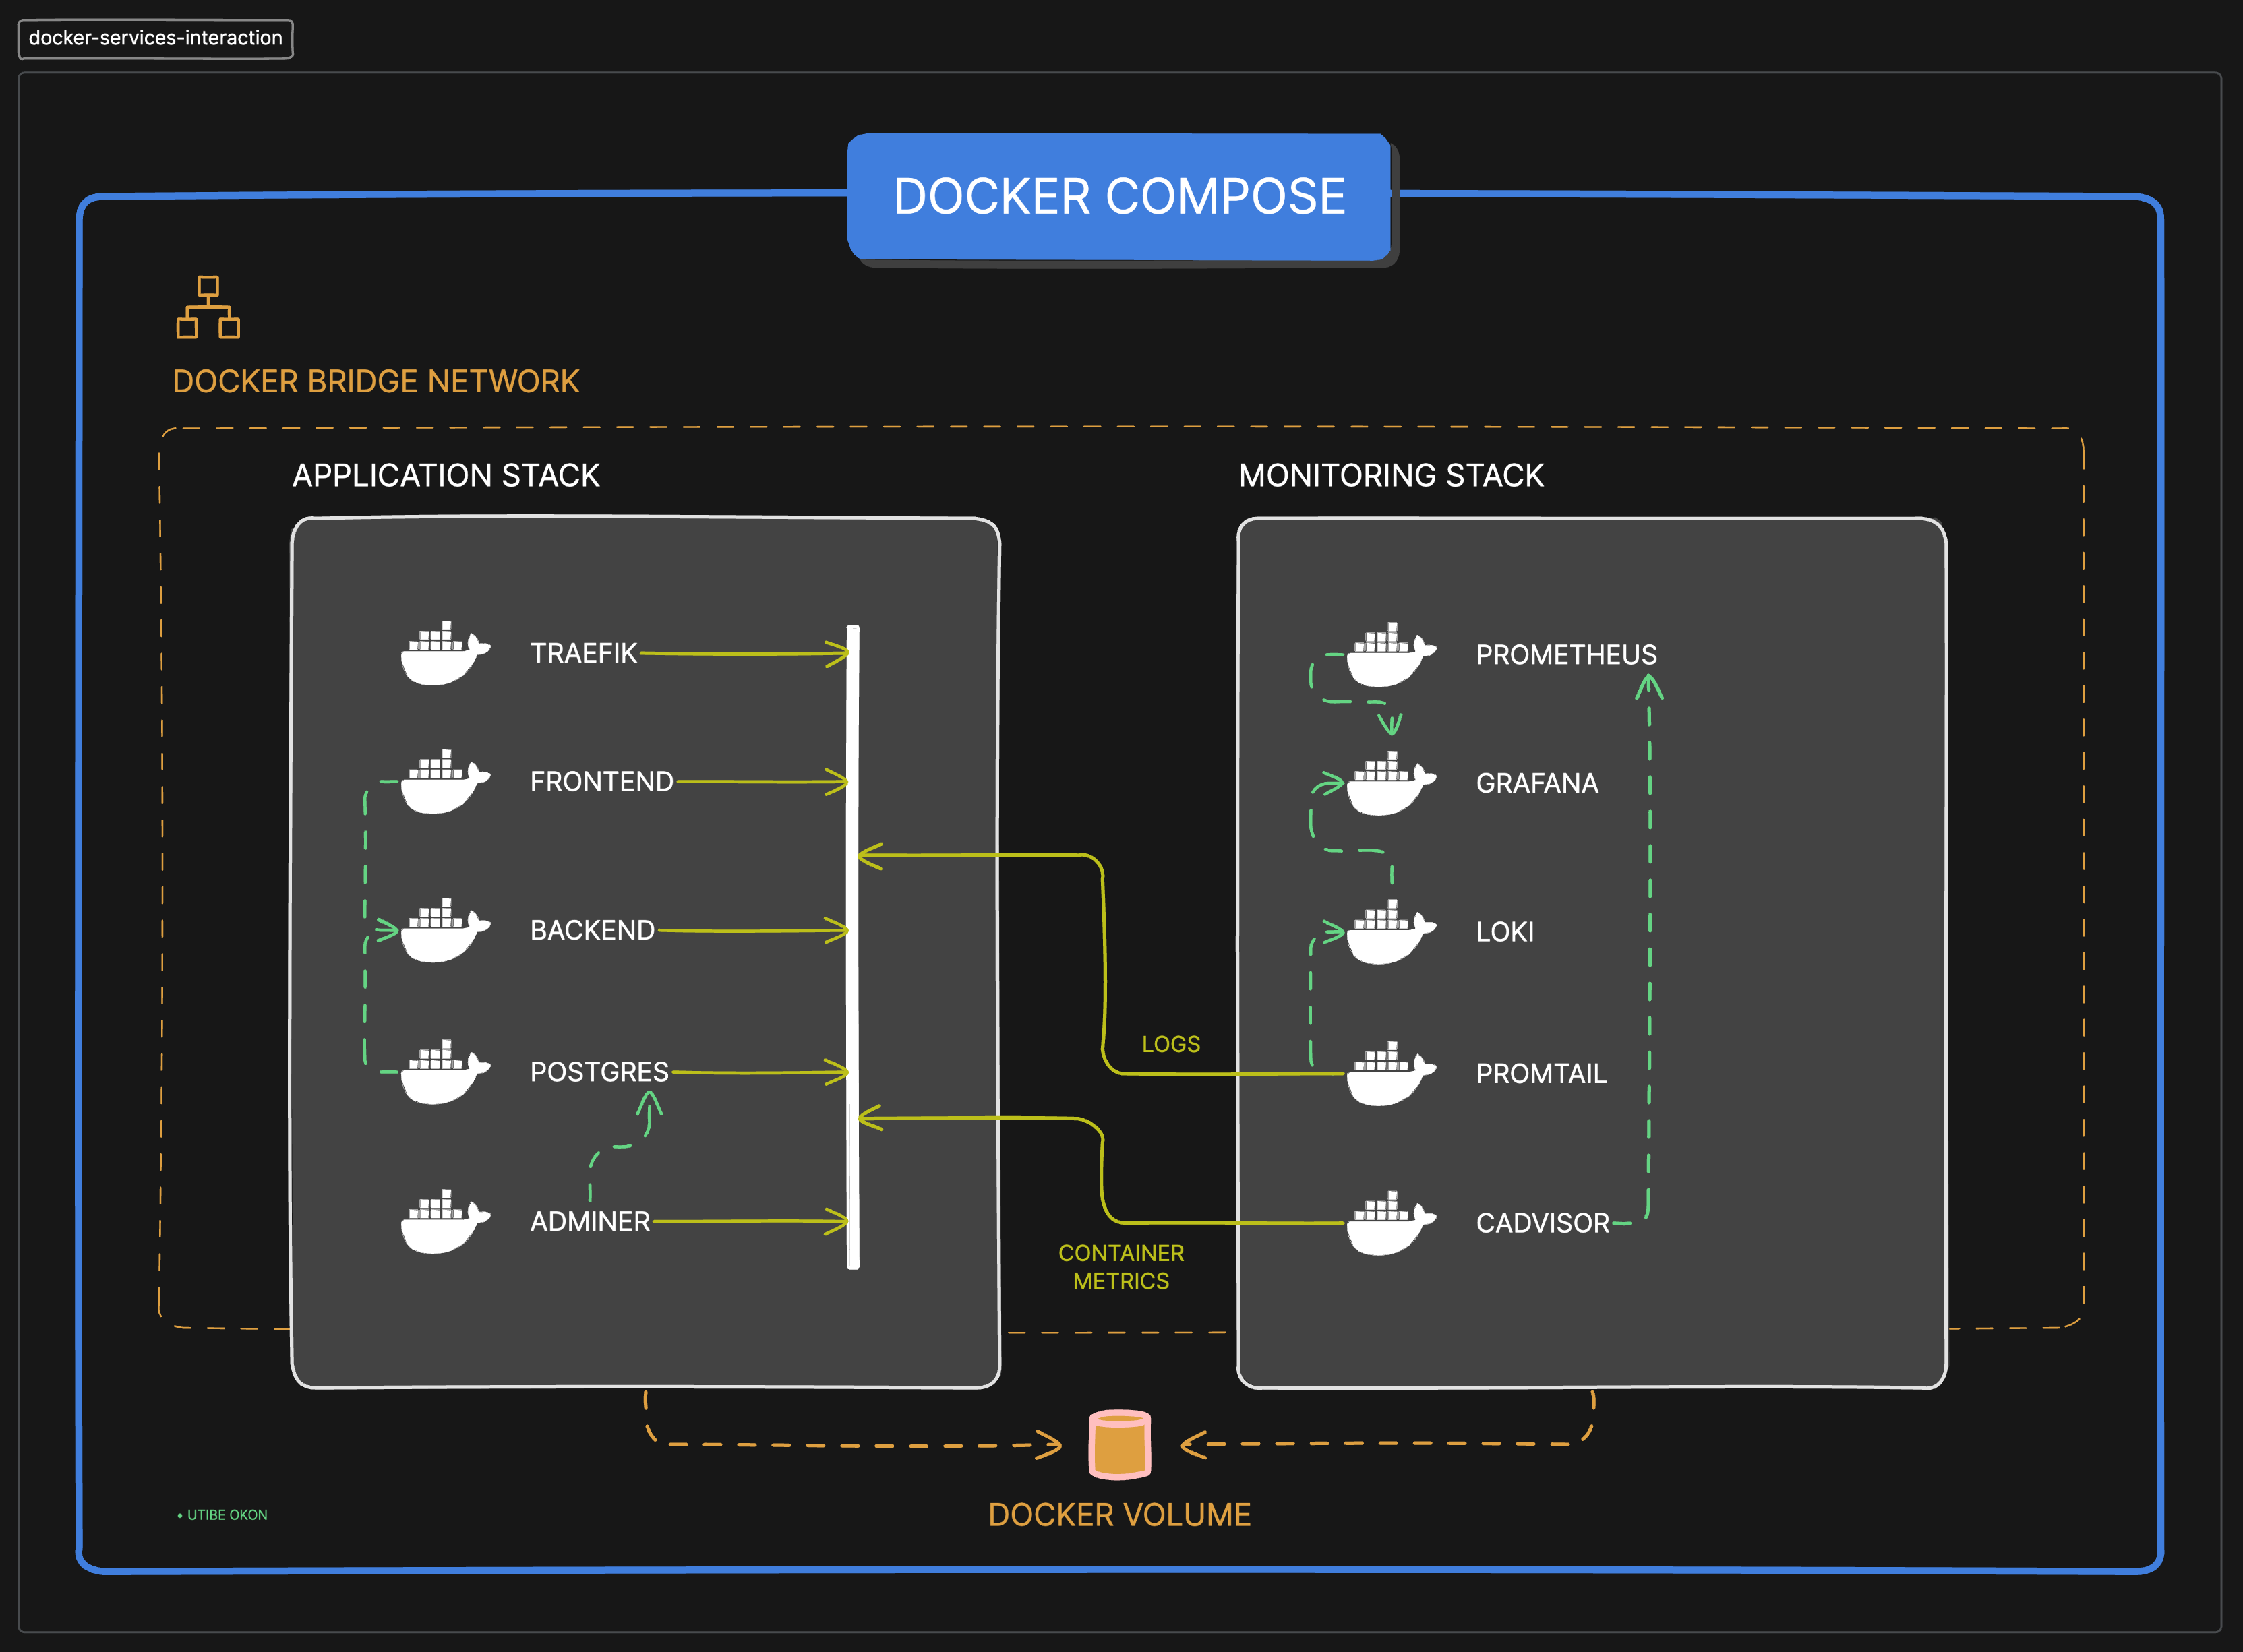 docker-services-interaction
DOCKER COMPOSE
DOCKER BRIDGE NETWORK
APPLICATION STACK
TRAEFIK
FRONTEND
BACKEND
POSTGRES
ADMINER
LOGS
CONTAINER
METRICS
MONITORING STACK
PROMETHEUS
GRAFANA
LOKI
PROMTAIL
CADVISOR
DOCKER VOLUME
• UTIBE OKON